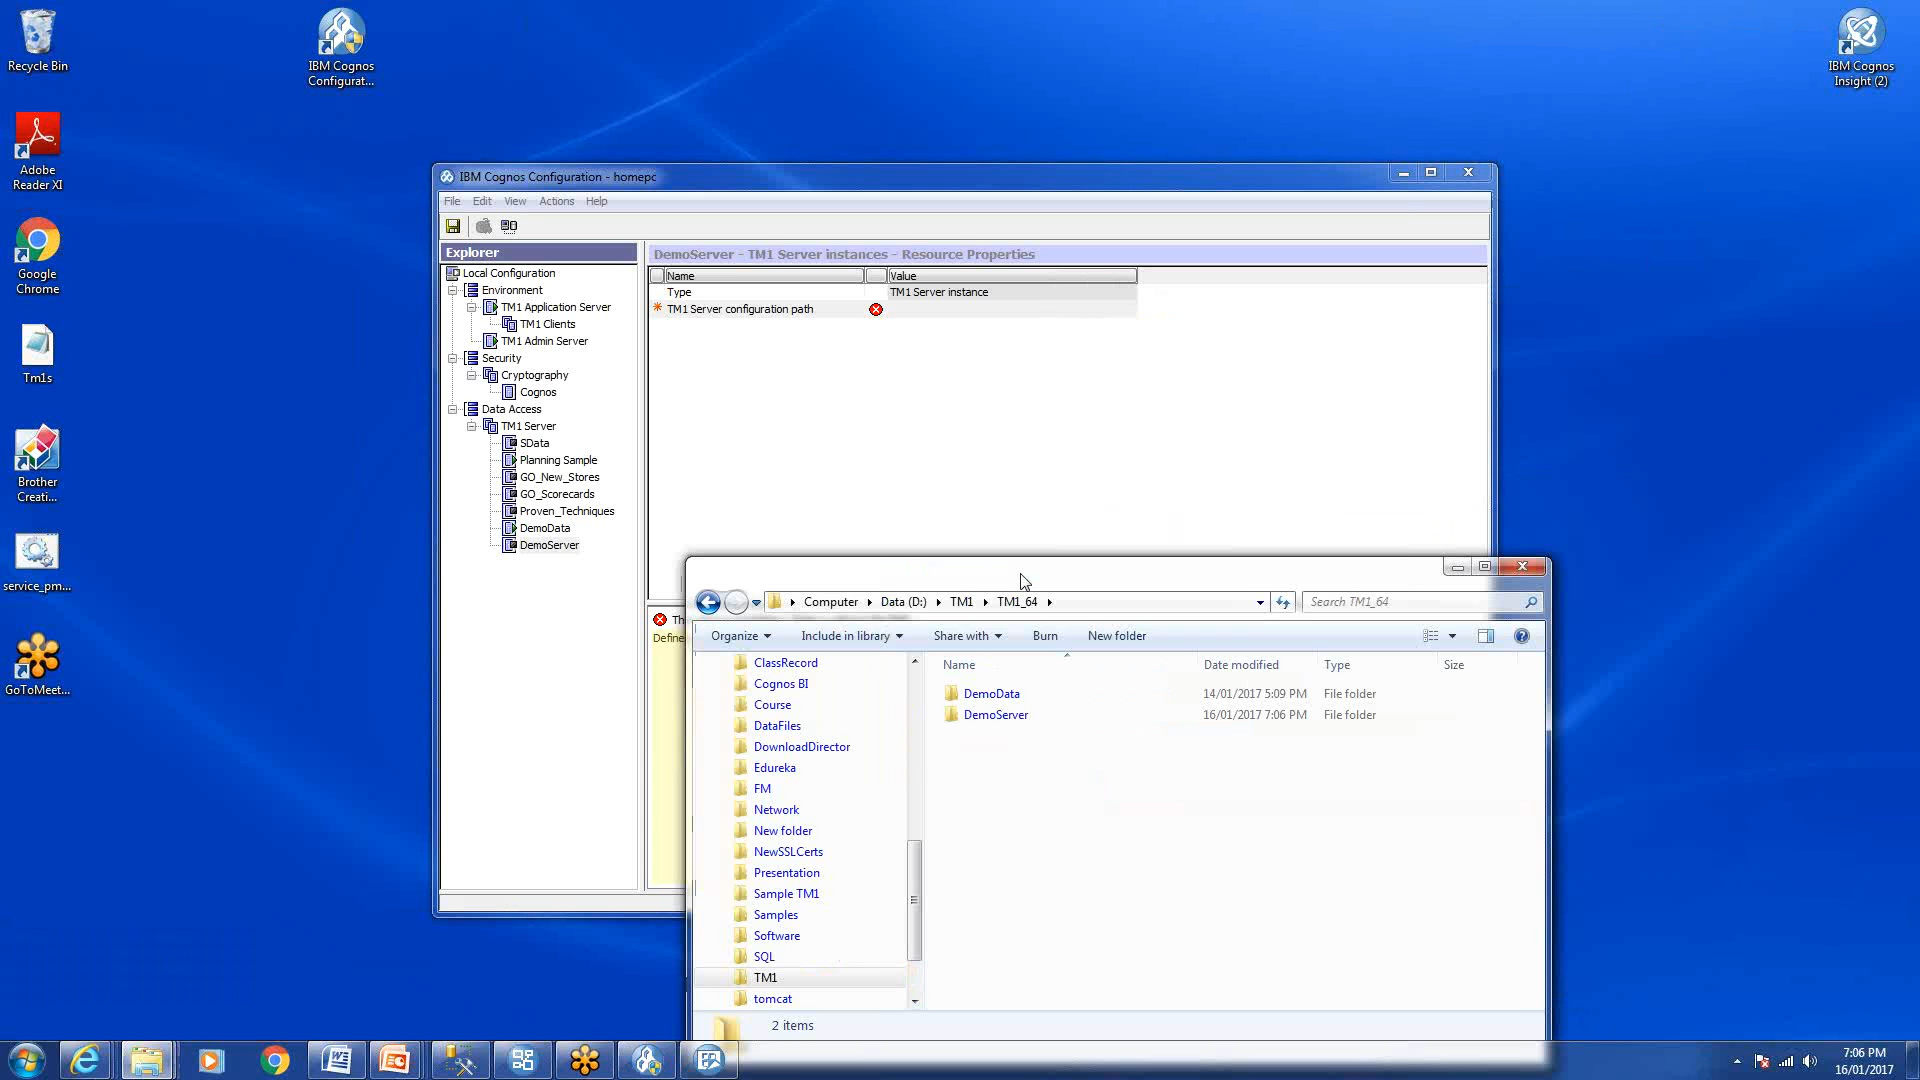 Recycle Bin
IBM Cognos
Configurat...
IBM Cognos
Insight (2)
Adobe
Reader XI
Google
Chrome
Tm1s
Brother
Creati...
service_pm...
GoToMeet...
IBM Cognos Configuration - homepc
File Edit View Actions Help
Explorer
Local Configuration
Environment
TM1 Application Server
TM1 Clients
TM1 Admin Server
Security
Cryptography
Cognos
Data Access
TM1 Server
SData
Planning Sample
GO_New_Stores
GO_Scorecards
Proven_Techniques
DemoData
DemoServer
DemoServer - TM1 Server instances - Resource Properties
Name Value
Type TM1 Server instance
TM1 Server configuration path
Th
Define
Computer Data (D:) TM1 TM1_64
Search TM1_64
Organize Include in library Share with Burn New folder
ClassRecord
Cognos BI
Course
DataFiles
DownloadDirector
Edureka
FM
Network
New folder
NewSSLCerts
Presentation
Sample TM1
Samples
Software
SQL
TM1
tomcat
Name Date modified Type Size
DemoData 14/01/2017 5:09 PM File folder
DemoServer 16/01/2017 7:06 PM File folder
2 items
7:06 PM
16/01/2017